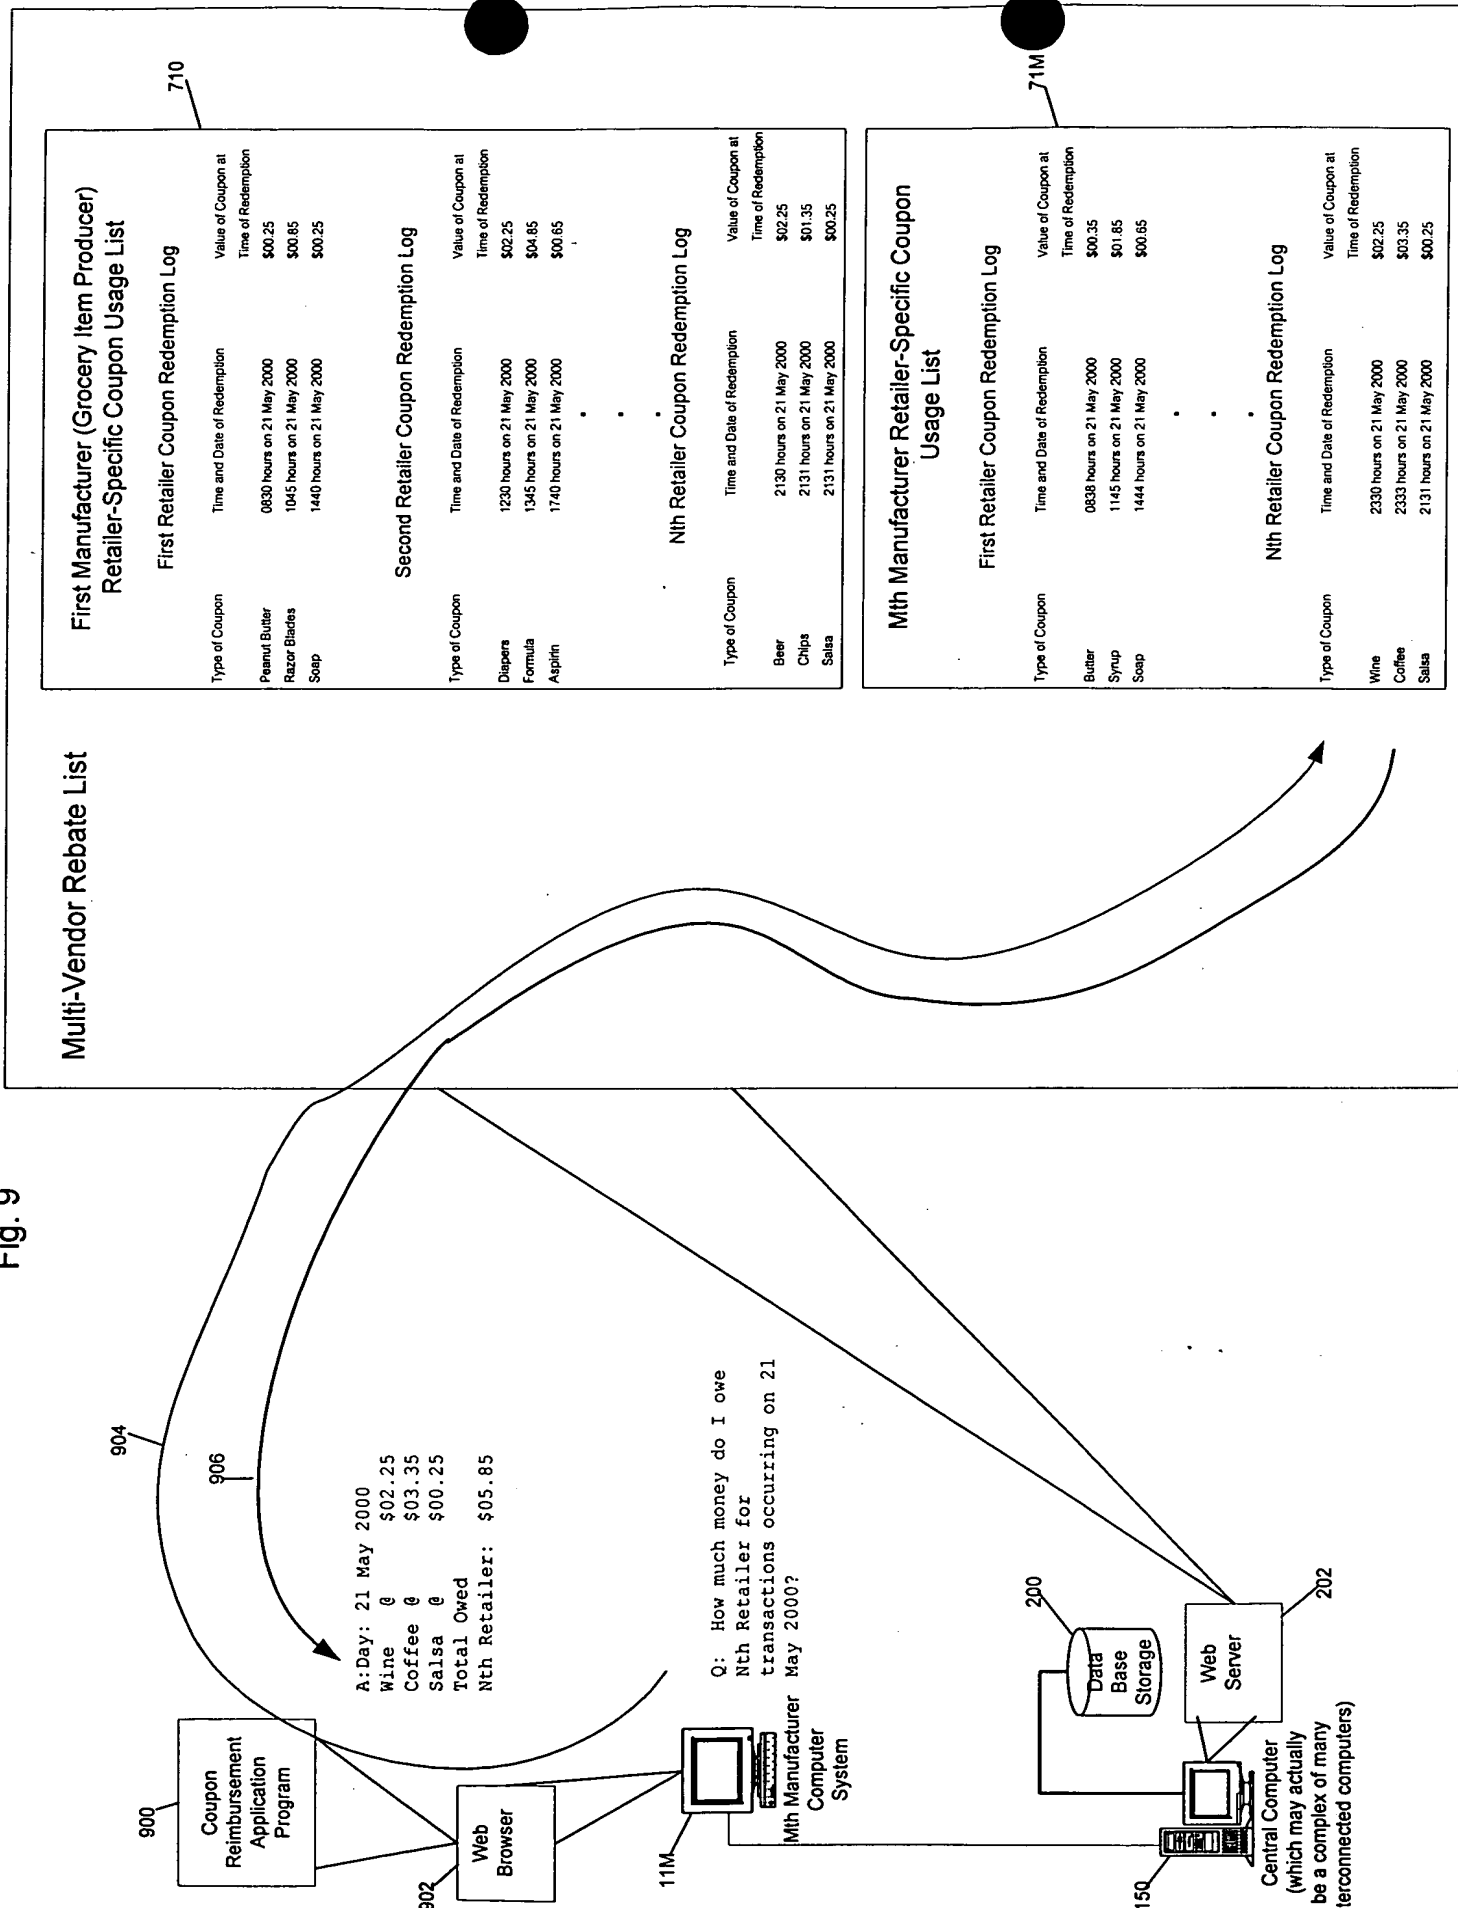 Fig. 9
Multi-Vendor Rebate List
710
First Manufacturer (Grocery Item Producer)
Retailer-Specific Coupon Usage List
First Retailer Coupon Redemption Log
Type of Coupon Time and Date of Redemption Value of Coupon at
Time of Redemption
Peanut Butter 0830 hours on 21 May 2000 $00.25
Razor Blades 1045 hours on 21 May 2000 $00.85
Soap 1440 hours on 21 May 2000 $00.25
Second Retailer Coupon Redemption Log
Type of Coupon Time and Date of Redemption Value of Coupon at
Time of Redemption
Diapers 1230 hours on 21 May 2000 $02.25
Formula 1345 hours on 21 May 2000 $04.85
Aspirin 1740 hours on 21 May 2000 $00.65
Nth Retailer Coupon Redemption Log
Type of Coupon Time and Date of Redemption Value of Coupon at
Time of Redemption
Beer 2130 hours on 21 May 2000 $02.25
Chips 2131 hours on 21 May 2000 $01.35
Salsa 2131 hours on 21 May 2000 $00.25
71M
Mth Manufacturer Retailer-Specific Coupon
Usage List
First Retailer Coupon Redemption Log
Type of Coupon Time and Date of Redemption Value of Coupon at
Time of Redemption
Butter 0838 hours on 21 May 2000 $00.35
Syrup 1145 hours on 21 May 2000 $01.85
Soap 1444 hours on 21 May 2000 $00.65
Nth Retailer Coupon Redemption Log
Type of Coupon Time and Date of Redemption Value of Coupon at
Time of Redemption
Wine 2330 hours on 21 May 2000 $02.25
Coffee 2333 hours on 21 May 2000 $03.35
Salsa 2131 hours on 21 May 2000 $00.25
904
906
900
Coupon
Reimbursement
Application
Program
A:Day: 21 May 2000
Wine @ $02.25
Coffee @ $03.35
Salsa @ $00.25
Total Owed
Nth Retailer: $05.85
902
Web
Browser
Q: How much money do I owe
Nth Retailer for
transactions occurring on 21
May 2000?
11M
Mth Manufacturer
Computer
System
200
Data
Base
Storage
202
Web
Server
150
Central Computer
(which may actually
be a complex of many
terconnected computers)